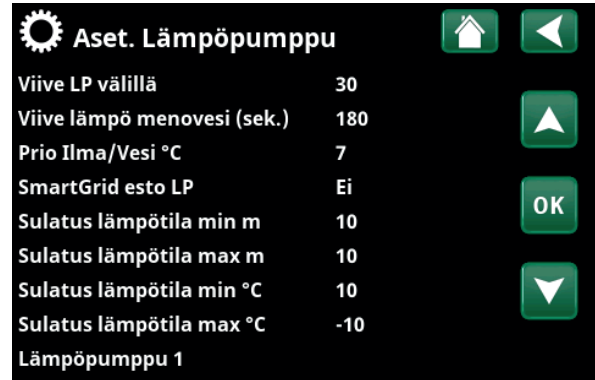 Aset. Lämpöpumppu
Viive LP välillä 30
Viive lämpö menovesi (sek.) 180
Prio Ilma/Vesi °C 7
SmartGrid esto LP Ei
OK
Sulatus lämpötila min m 10
Sulatus lämpötila max m 10
Sulatus lämpötila min °C 10
Sulatus lämpötila max °C -10
Lämpöpumppu 1